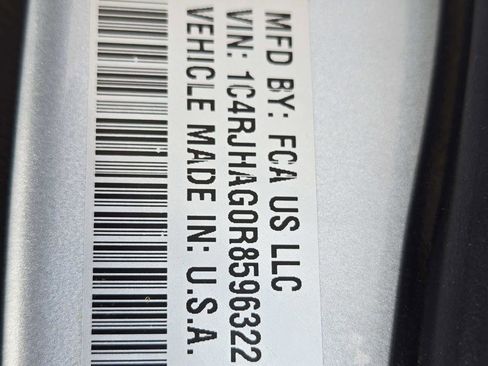 MFD BY: FCA US LLC
VIN: 1C4RJHAG0R8596322
VEHICLE MADE IN: U.S.A.